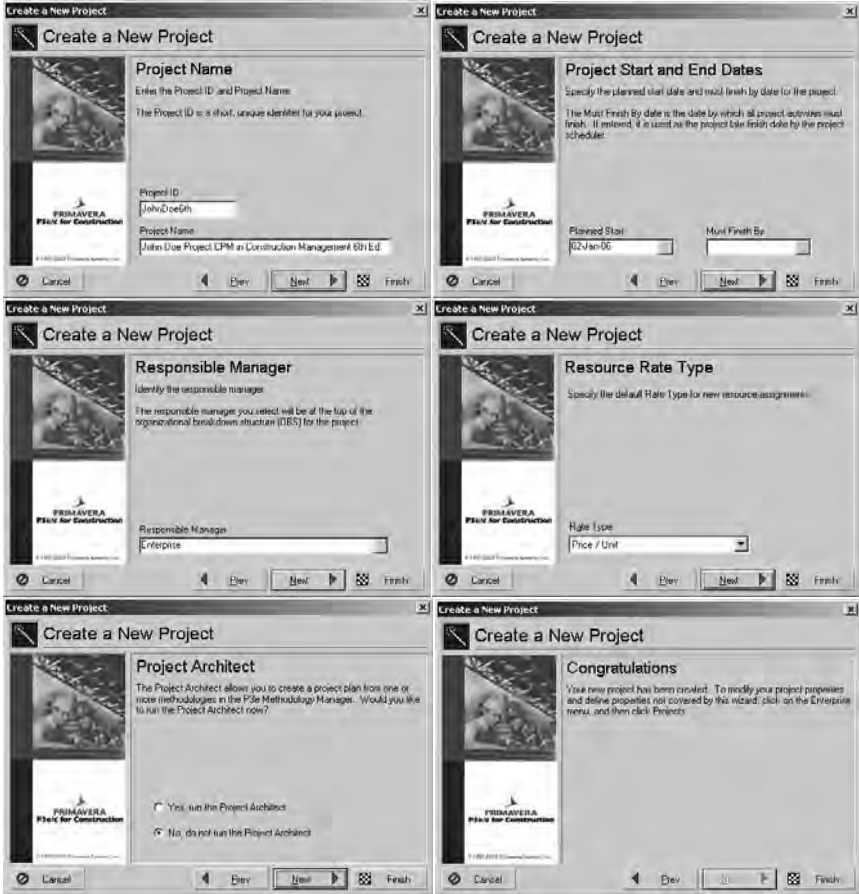 Create a New Project
Create a New Project
Project Name
Enter the Project ID and Project Name.
The Project ID is a short, unique identifier for your project.
Project ID
JohnDoe6th
Project Name
John Doe Project CPM in Construction Management 6th Ed
PRIMAVERA
P3e/c for Construction
Cancel
Prev
Next
Finish
Create a New Project
Create a New Project
Project Start and End Dates
Specify the planned start date and must finish by date for the project.
The Must Finish By date is the date by which all project activities must
finish. If entered, it is used as the project late finish date by the project
scheduler.
Planned Start
Must Finish By
02-Jan-06
PRIMAVERA
P3e/c for Construction
Cancel
Prev
Next
Finish
Create a New Project
Create a New Project
Responsible Manager
Identify the responsible manager.
The responsible manager you select will be at the top of the
organizational breakdown structure (OBS) for the project.
Responsible Manager
Enterprise
PRIMAVERA
P3e/c for Construction
Cancel
Prev
Next
Finish
Create a New Project
Create a New Project
Resource Rate Type
Specify the default Rate Type for new resource assignments.
Rate Type
Price / Unit
PRIMAVERA
P3e/c for Construction
Cancel
Prev
Next
Finish
Create a New Project
Create a New Project
Project Architect
The Project Architect allows you to create a project plan from one or
more methodologies in the P3e Methodology Manager. Would you like
to run the Project Architect now?
Yes, run the Project Architect
No, do not run the Project Architect
PRIMAVERA
P3e/c for Construction
Cancel
Prev
Next
Finish
Create a New Project
Create a New Project
Congratulations
Your new project has been created. To modify your project properties
and define properties not covered by this wizard, click on the Enterprise
menu, and then click Projects.
PRIMAVERA
P3e/c for Construction
Cancel
Prev
Next
Finish